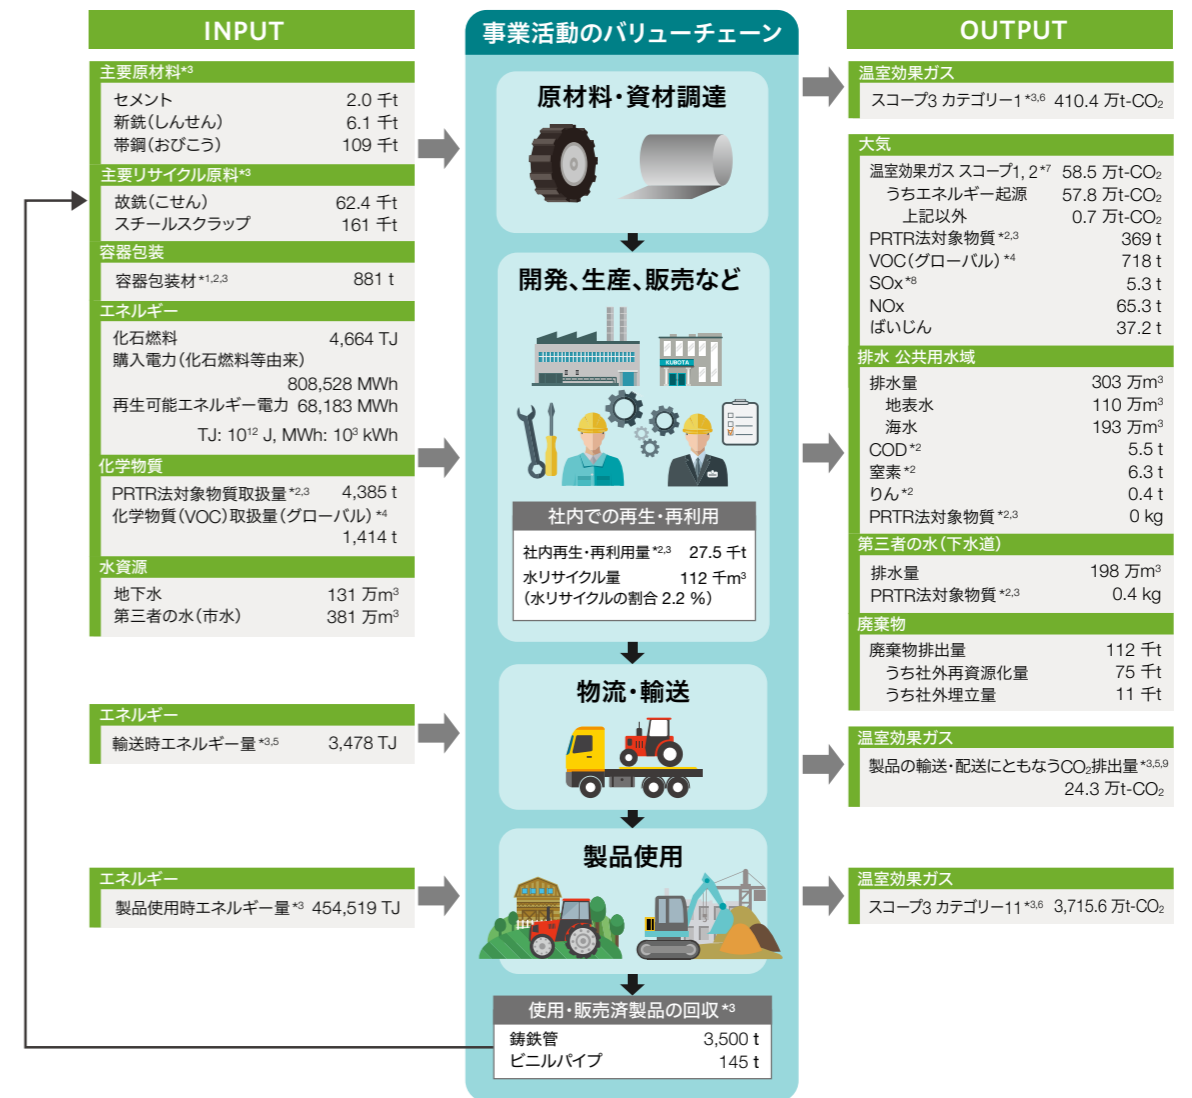 INPUT
主要原材料*3
セメント 2.0 千t
新銑（しんせん） 6.1 千t
帯鋼（おびこう） 109 千t
主要リサイクル原料*3
故銑（こせん） 62.4 千t
スチールスクラップ 161 千t
容器包装
容器包装材*1,2,3 881 t
エネルギー
化石燃料 4,664 TJ
購入電力（化石燃料等由来）
808,528 MWh
再生可能エネルギー電力 68,183 MWh
TJ: 10¹² J, MWh: 10³ kWh
化学物質
PRTR法対象物質取扱量*2,3 4,385 t
化学物質（VOC）取扱量（グローバル）*4
1,414 t
水資源
地下水 131 万m³
第三者の水（市水） 381 万m³
エネルギー
輸送時エネルギー量*3,5 3,478 TJ
エネルギー
製品使用時エネルギー量*3 454,519 TJ
事業活動のバリューチェーン
原材料・資材調達
開発、生産、販売など
KUBOTA
社内での再生・再利用
社内再生・再利用量*2,3 27.5 千t
水リサイクル量 112 千m³
（水リサイクルの割合 2.2 %）
物流・輸送
製品使用
使用・販売済製品の回収*3
鋳鉄管 3,500 t
ビニルパイプ 145 t
OUTPUT
温室効果ガス
スコープ3 カテゴリー1*3,6 410.4 万t-CO₂
大気
温室効果ガス スコープ1, 2*7 58.5 万t-CO₂
うちエネルギー起源 57.8 万t-CO₂
上記以外 0.7 万t-CO₂
PRTR法対象物質*2,3 369 t
VOC（グローバル）*4 718 t
SOx*8 5.3 t
NOx 65.3 t
ばいじん 37.2 t
排水 公共用水域
排水量 303 万m³
地表水 110 万m³
海水 193 万m³
COD*2 5.5 t
窒素*2 6.3 t
りん*2 0.4 t
PRTR法対象物質*2,3 0 kg
第三者の水（下水道）
排水量 198 万m³
PRTR法対象物質*2,3 0.4 kg
廃棄物
廃棄物排出量 112 千t
うち社外再資源化量 75 千t
うち社外埋立量 11 千t
温室効果ガス
製品の輸送・配送にともなうCO₂排出量*3,5,9
24.3 万t-CO₂
温室効果ガス
スコープ3 カテゴリー11*3,6 3,715.6 万t-CO₂